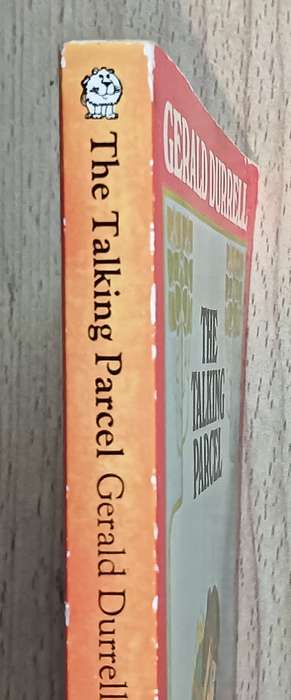 The Talking Parcel Gerald Durrell
GERALD DURRELL
THE
TALKING
PARCEL